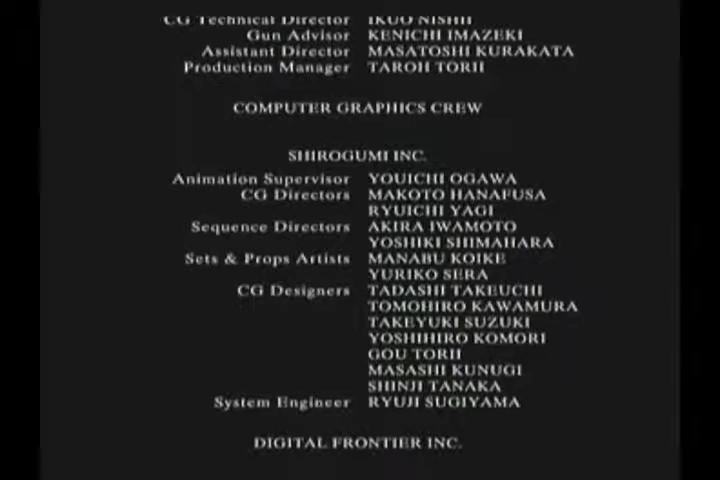 CG Technical Director IKUO NISHII
Gun Advisor KENICHI IMAZEKI
Assistant Director MASATOSHI KURAKATA
Production Manager TAROH TORII
COMPUTER GRAPHICS CREW
SHIROGUMI INC.
Animation Supervisor YOUICHI OGAWA
CG Directors MAKOTO HANAFUSA
RYUICHI YAGI
Sequence Directors AKIRA IWAMOTO
YOSHIKI SHIMAHARA
Sets & Props Artists MANABU KOIKE
YURIKO SERA
CG Designers TADASHI TAKEUCHI
TOMOHIRO KAWAMURA
TAKEYUKI SUZUKI
YOSHIHIRO KOMORI
GOU TORII
MASASHI KUNUGI
SHINJI TANAKA
System Engineer RYUJI SUGIYAMA
DIGITAL FRONTIER INC.